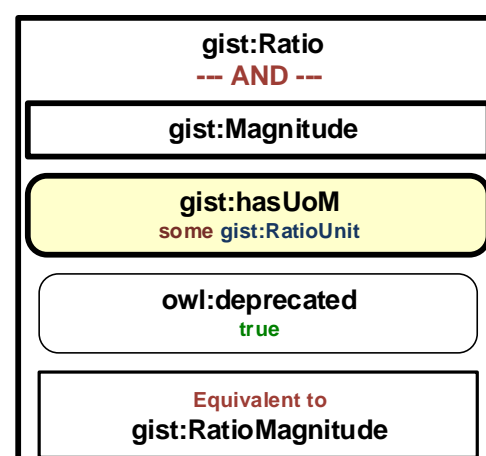 gist:Ratio
--- AND ---
gist:Magnitude
gist:hasUoM
some gist:RatioUnit
owl:deprecated
true
Equivalent to
gist:RatioMagnitude